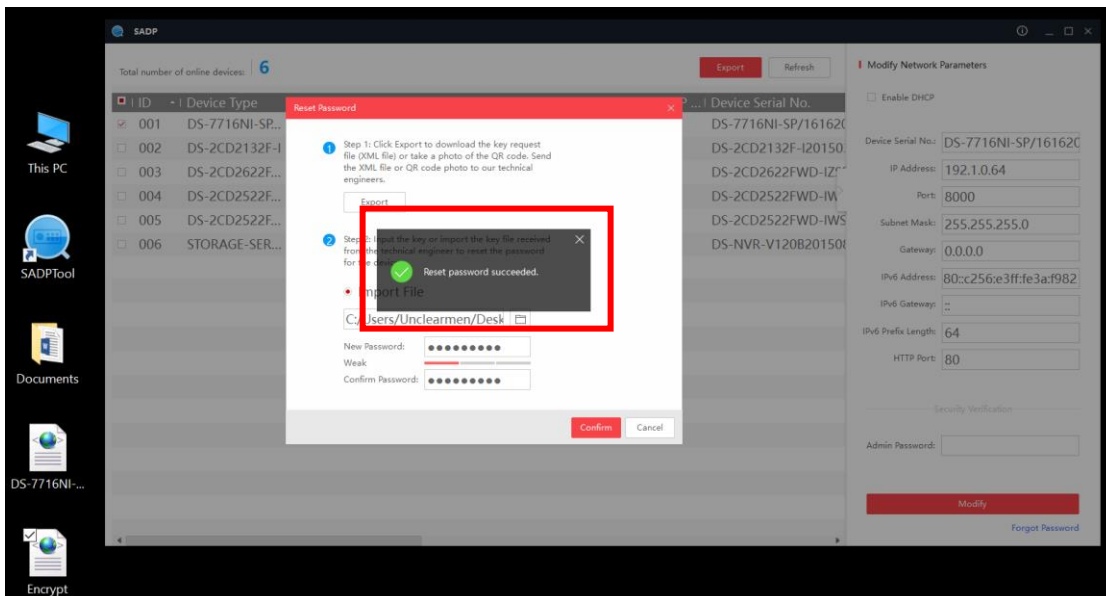 SADP
Total number of online devices: 6
Export
Refresh
ID
Device Type
Device Serial No.
001 DS-7716NI-SP... DS-7716NI-SP/161620
002 DS-2CD2132F-I DS-2CD2132F-I20150
003 DS-2CD2622F... DS-2CD2622FWD-IZ
004 DS-2CD2522F... DS-2CD2522FWD-IW
005 DS-2CD2522F... DS-2CD2522FWD-IWS
006 STORAGE-SER... DS-NVR-V120B201508
Reset Password
1 Step 1: Click Export to download the key request
file (XML file) or take a photo of the QR code. Send
the XML file or QR code photo to our technical
engineers.
Export
2 Step 2: Input the key or import the key file received
from the technical engineer to reset the password
for the device.
Reset password succeeded.
Import File
C:/Users/Unclearmen/Desk
New Password:
Weak
Confirm Password:
Confirm
Cancel
Modify Network Parameters
Enable DHCP
Device Serial No.: DS-7716NI-SP/161620
IP Address: 192.1.0.64
Port: 8000
Subnet Mask: 255.255.255.0
Gateway: 0.0.0.0
IPv6 Address: 80::c256:e3ff:fe3a:f982
IPv6 Gateway: ::
IPv6 Prefix Length: 64
HTTP Port: 80
Security Verification
Admin Password:
Modify
Forgot Password
This PC
SADPTool
Documents
DS-7716NI-...
Encrypt